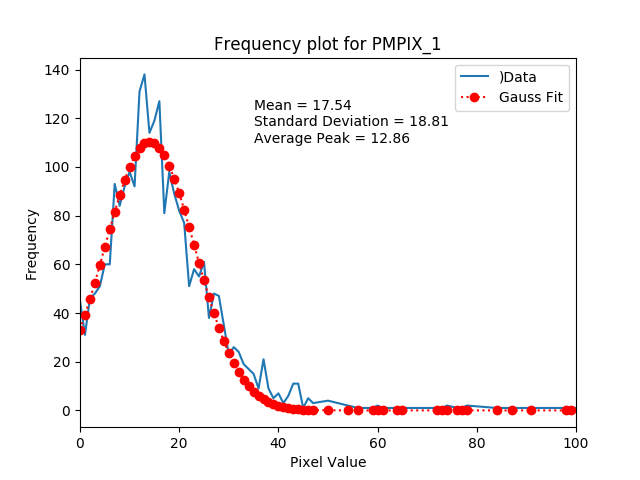 Frequency plot for PMPIX_1
)Data
Gauss Fit
Mean = 17.54
Standard Deviation = 18.81
Average Peak = 12.86
Frequency
140
120
100
80
60
40
20
0
0 20 40 60 80 100
Pixel Value